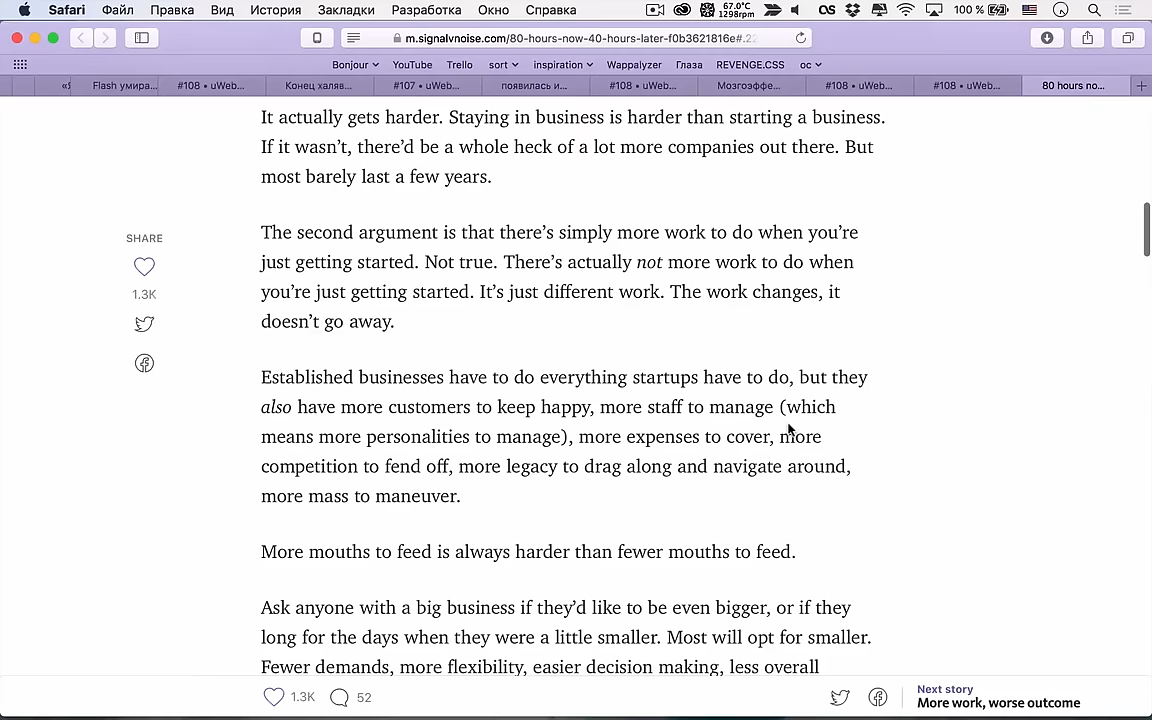 Safari Файл Правка Вид История Закладки Разработка Окно Справка 67.0°C 1298rpm 100 %
m.signalvnoise.com/80-hours-now-40-hours-later-f0b3621816e#.22
Bonjour YouTube Trello sort inspiration Wappalyzer Глаза REVENGE.CSS ос
Flash умира... #108 • uWeb... Конец халяв... #107 • uWeb... появилась и... #108 • uWeb... Мозгоэффе... #108 • uWeb... #108 • uWeb... 80 hours no...
It actually gets harder. Staying in business is harder than starting a business.
If it wasn’t, there’d be a whole heck of a lot more companies out there. But
most barely last a few years.
SHARE
1.3K
The second argument is that there’s simply more work to do when you’re
just getting started. Not true. There’s actually not more work to do when
you’re just getting started. It’s just different work. The work changes, it
doesn’t go away.
Established businesses have to do everything startups have to do, but they
also have more customers to keep happy, more staff to manage (which
means more personalities to manage), more expenses to cover, more
competition to fend off, more legacy to drag along and navigate around,
more mass to maneuver.
More mouths to feed is always harder than fewer mouths to feed.
Ask anyone with a big business if they’d like to be even bigger, or if they
long for the days when they were a little smaller. Most will opt for smaller.
Fewer demands, more flexibility, easier decision making, less overall
1.3K 52
Next story
More work, worse outcome